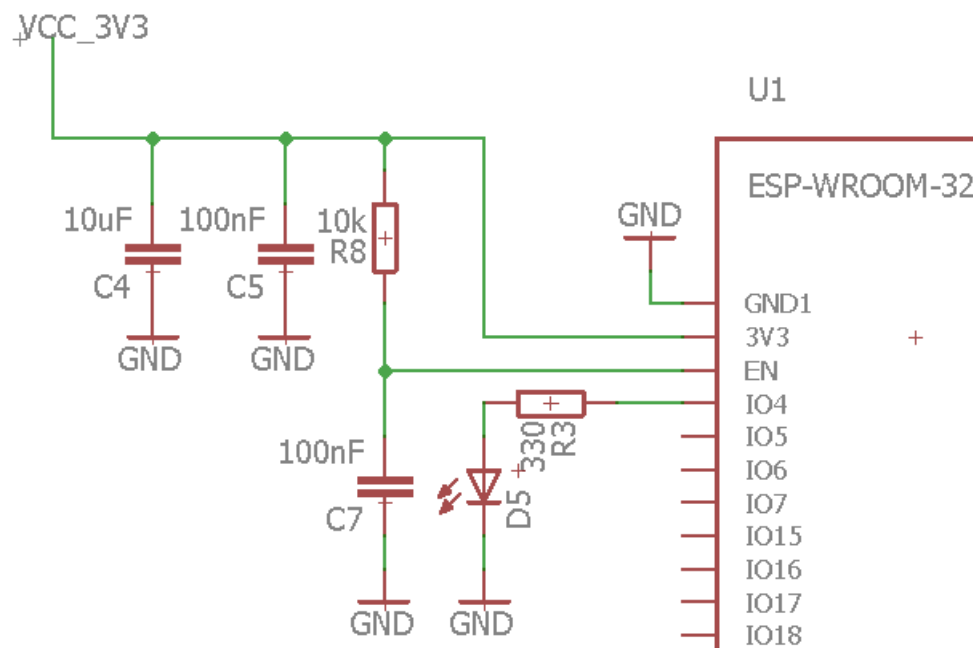 VCC_3V3
U1
ESP-WROOM-32
10uF
100nF
10k
R8
GND
C4
C5
GND1
GND
GND
3V3
EN
IO4
330
R3
IO5
100nF
IO6
D5
IO7
C7
IO15
IO16
IO17
GND
GND
IO18